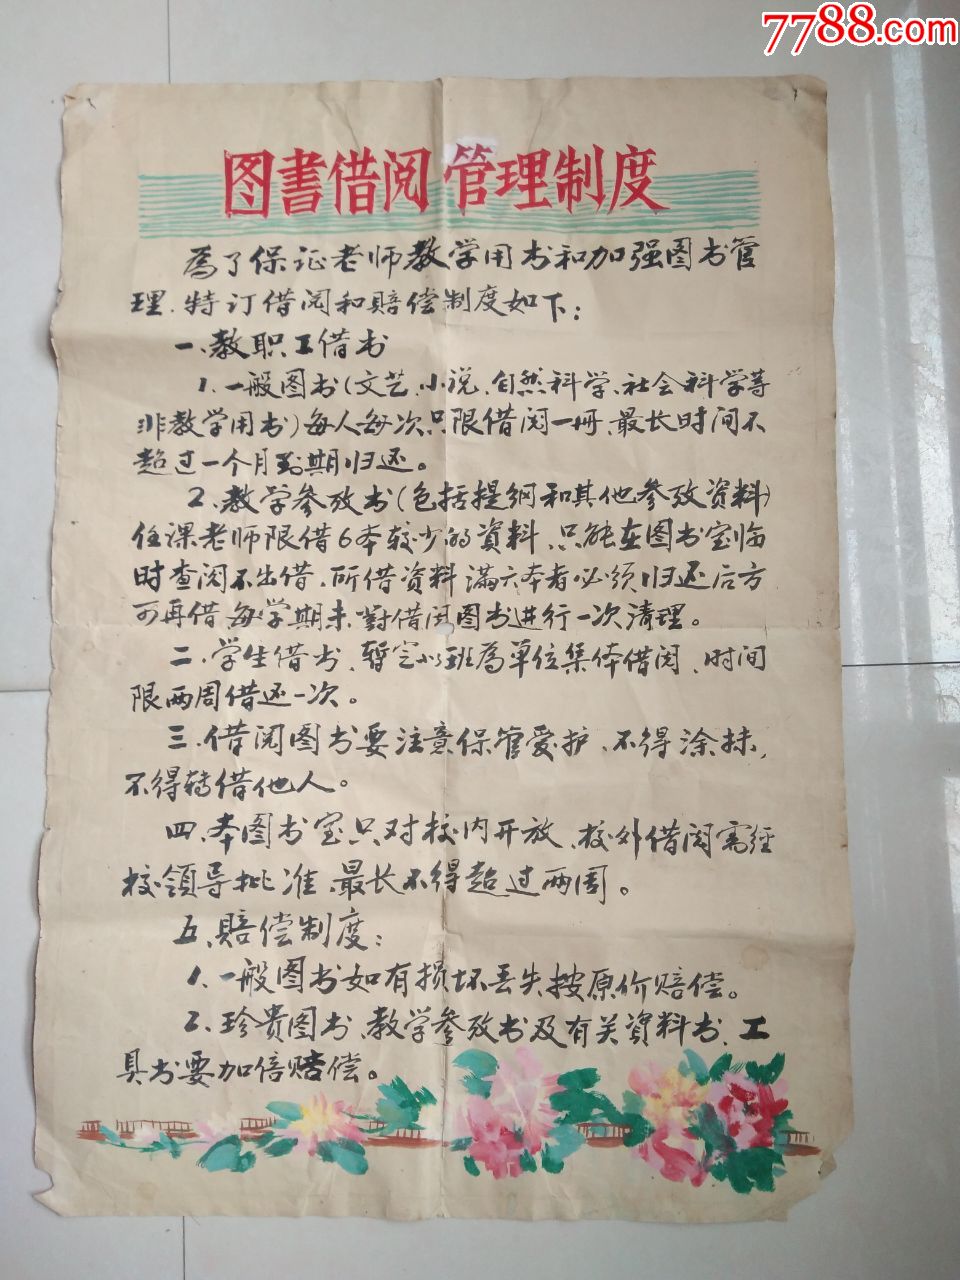 7788.com
图書借阅管理制度
為了保证老师教学用书和加强图书管
理.特订借阅和赔偿制度如下：
一.教职工借书
1.一般图书(文艺.小说.自然科学.社会科学等
非教学用书)每人每次只限借阅一冊.最长时间不
超过一个月到期归还。
2.教学参攷书(包括提纲和其他参攷资料)
任课老师限借6本较少的資料.只能在图书室临
时查阅不出借.所借资料满六本者必须归还后方
可再借.每学期末.對借阅图书进行一次清理。
二.学生借书.暂定以班為单位集体借阅.时间
限两周借还一次。
三.借阅图书要注意保管爱护.不得涂抹,
不得转借他人。
四.本图书室只对校内开放.校外借阅需经
校领导批准.最长不得超过两周。
五.赔偿制度：
1.一般图书如有损坏丢失按原价赔偿。
2.珍贵图书.教学参攷书及有关資料书.工
具书要加倍赔偿。